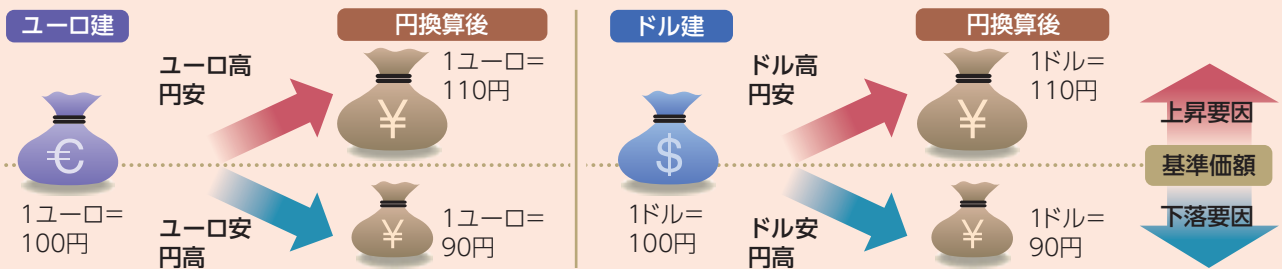 ユーロ建
円換算後
ユーロ高
円安
1ユーロ=
110円
¥
€
1ユーロ=
100円
ユーロ安
円高
¥
1ユーロ=
90円
ドル建
円換算後
ドル高
円安
1ドル=
110円
¥
$
1ドル=
100円
ドル安
円高
¥
1ドル=
90円
上昇要因
基準価額
下落要因